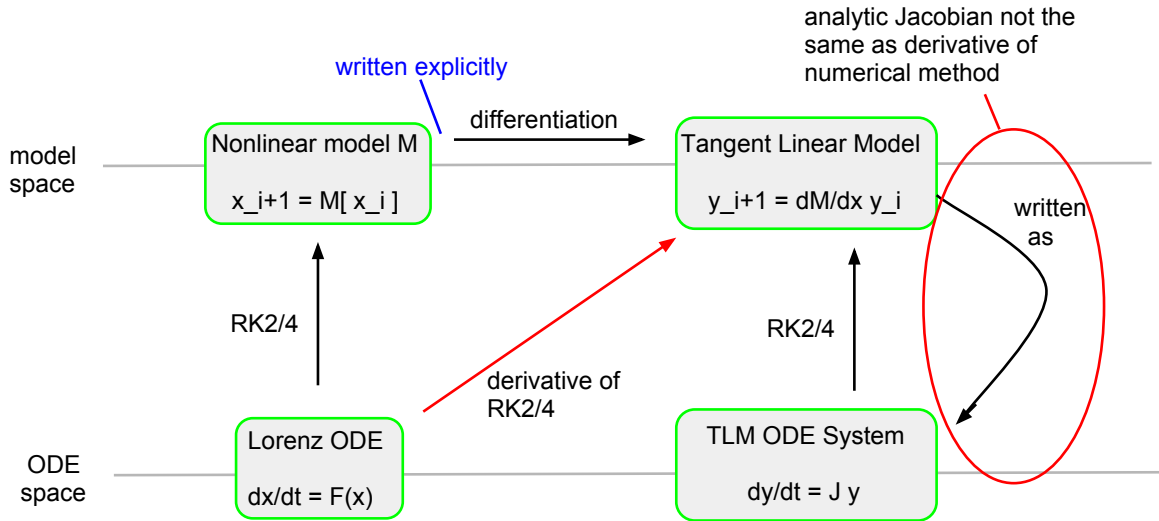 analytic Jacobian not the
same as derivative of
numerical method
written explicitly
differentiation
model
space
Nonlinear model M
x_i+1 = M[ x_i ]
Tangent Linear Model
y_i+1 = dM/dx y_i
written
as
RK2/4
RK2/4
derivative of
RK2/4
ODE
space
Lorenz ODE
dx/dt = F(x)
TLM ODE System
dy/dt = J y